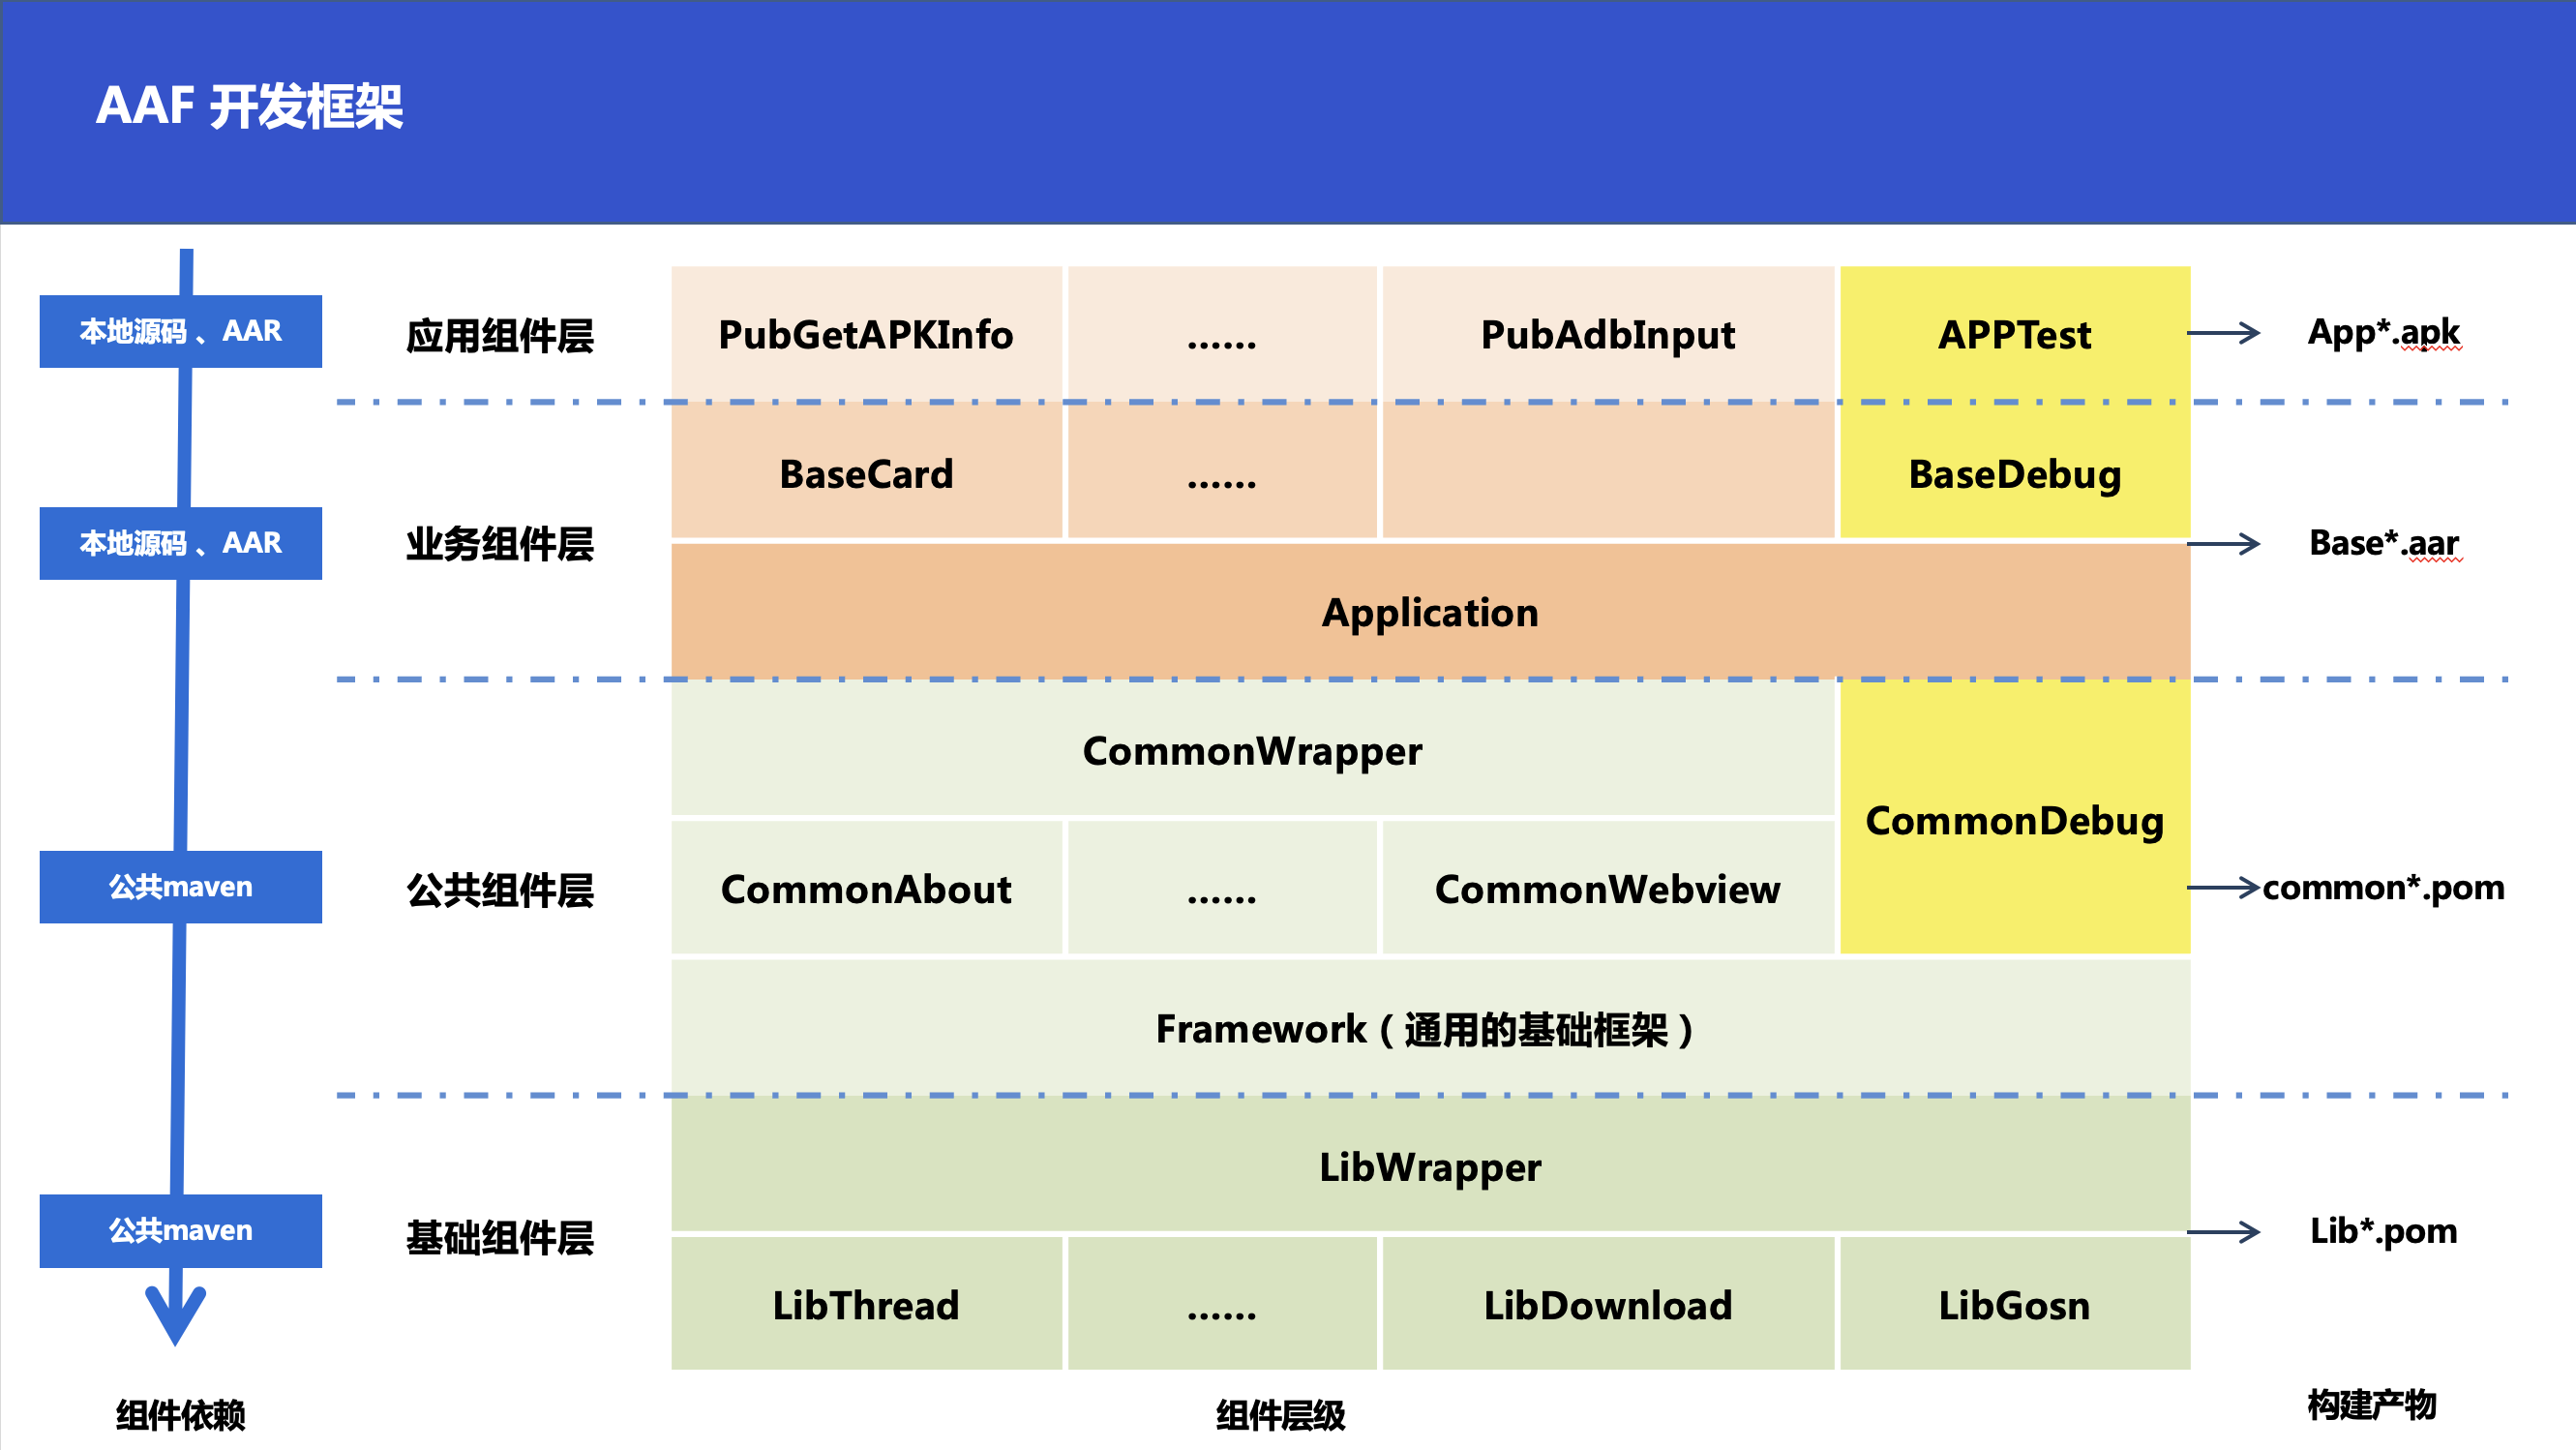 AAF 开发框架
本地源码 、AAR
应用组件层
PubGetAPKInfo
......
PubAdbInput
APPTest
App*.apk
BaseCard
......
BaseDebug
本地源码 、AAR
业务组件层
Base*.aar
Application
CommonWrapper
CommonDebug
公共maven
公共组件层
CommonAbout
......
CommonWebview
common*.pom
Framework（通用的基础框架）
LibWrapper
公共maven
基础组件层
Lib*.pom
LibThread
......
LibDownload
LibGosn
组件依赖
组件层级
构建产物